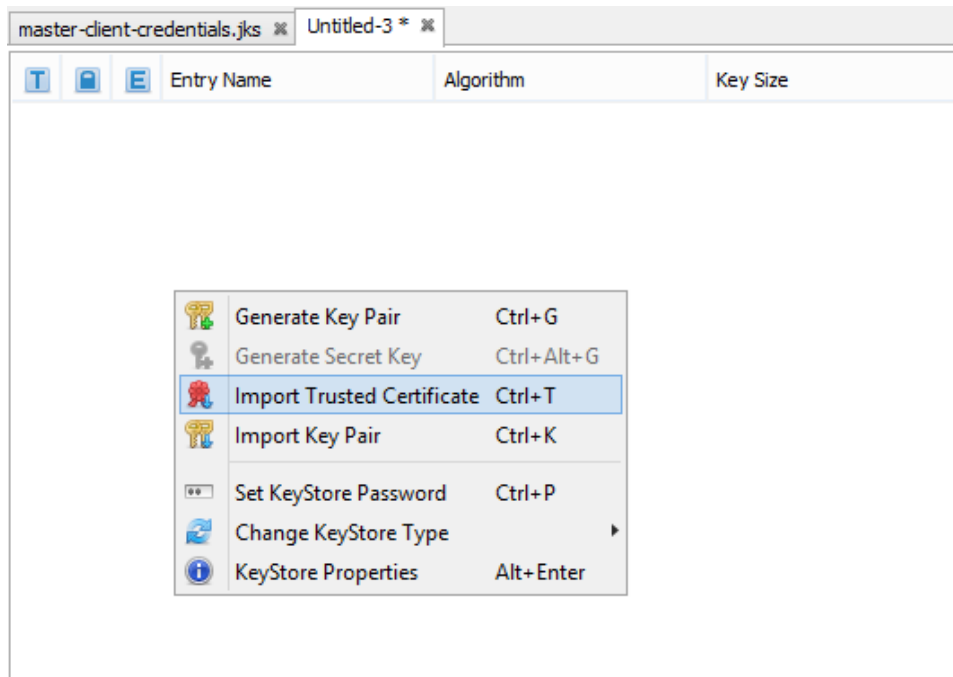 master-client-credentials.jks Untitled-3 *
T E Entry Name Algorithm Key Size
Generate Key Pair Ctrl+G
Generate Secret Key Ctrl+Alt+G
Import Trusted Certificate Ctrl+T
Import Key Pair Ctrl+K
Set KeyStore Password Ctrl+P
Change KeyStore Type
KeyStore Properties Alt+Enter